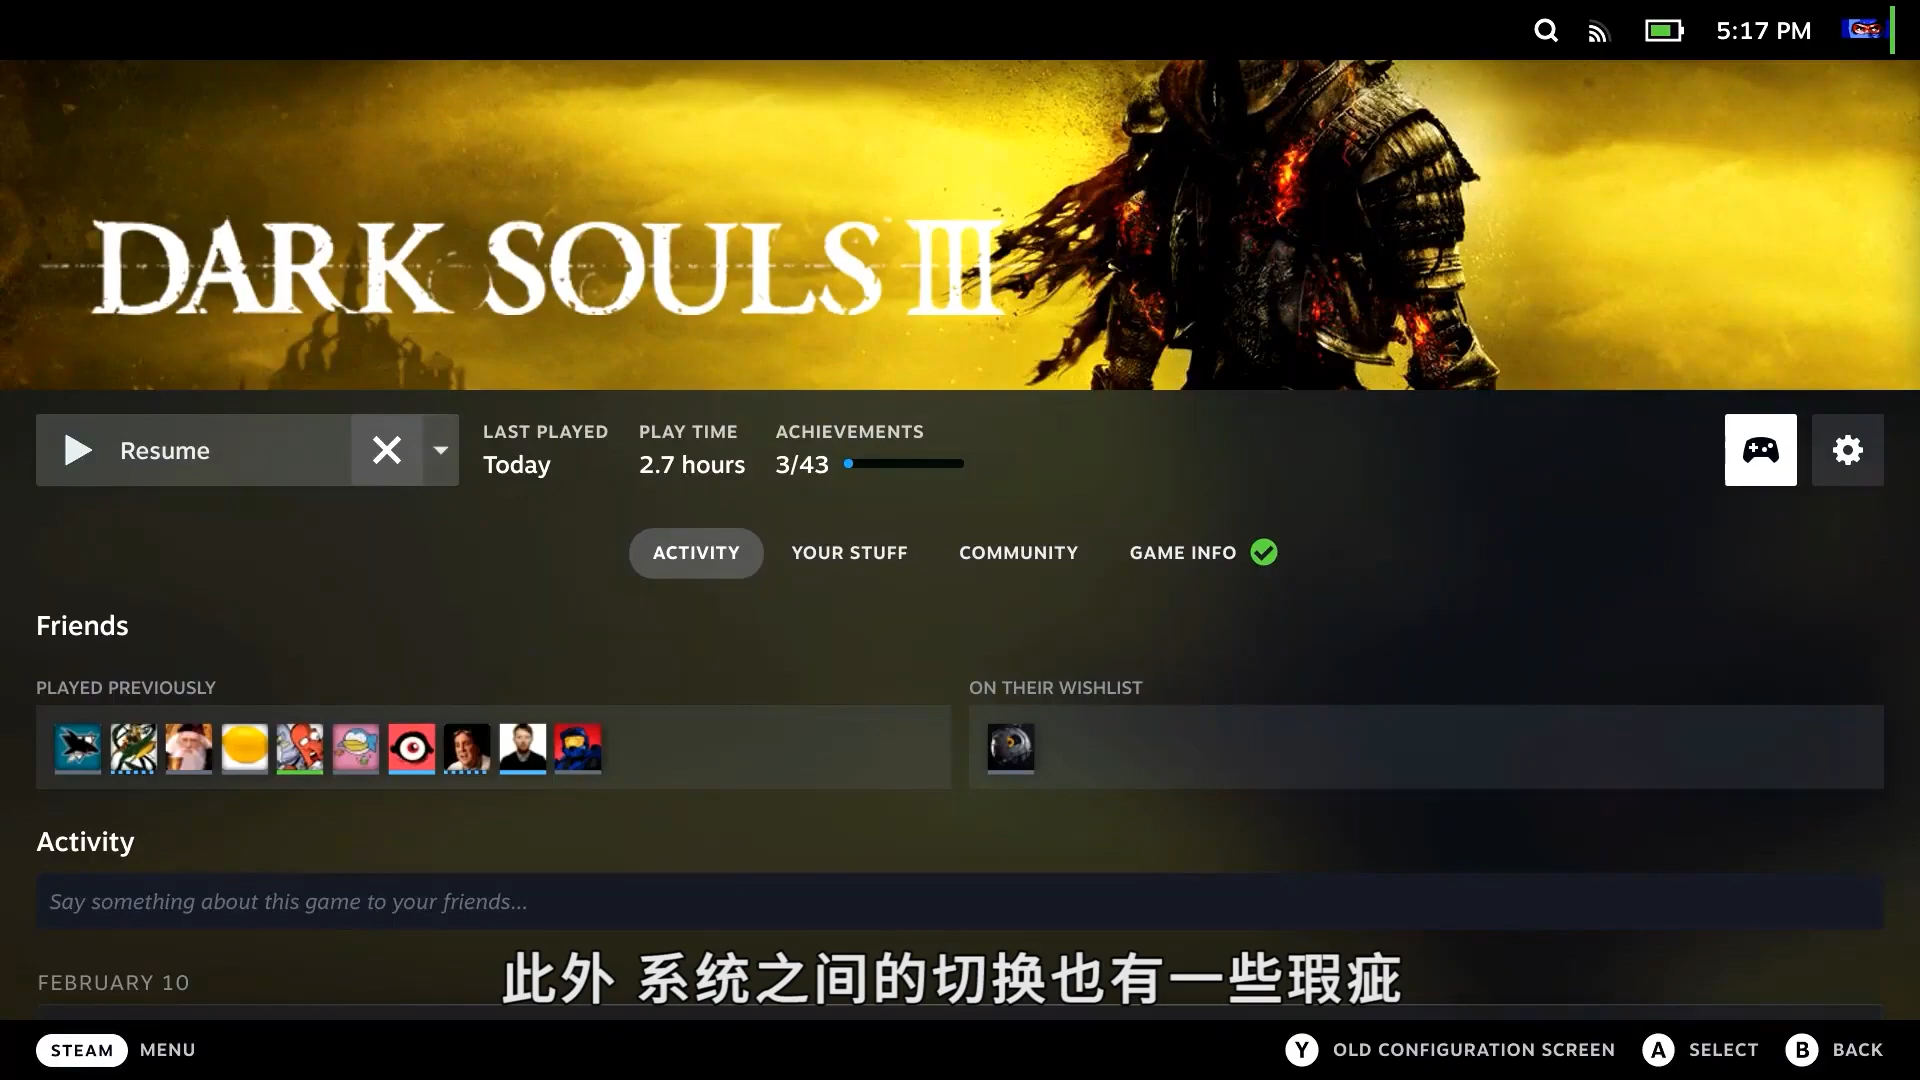 5:17 PM
DARK SOULS III
Resume
LAST PLAYED
Today
PLAY TIME
2.7 hours
ACHIEVEMENTS
3/43
ACTIVITY
YOUR STUFF
COMMUNITY
GAME INFO
Friends
PLAYED PREVIOUSLY
ON THEIR WISHLIST
Activity
Say something about this game to your friends...
FEBRUARY 10
此外 系统之间的切换也有一些瑕疵
STEAM MENU
Y OLD CONFIGURATION SCREEN A SELECT B BACK